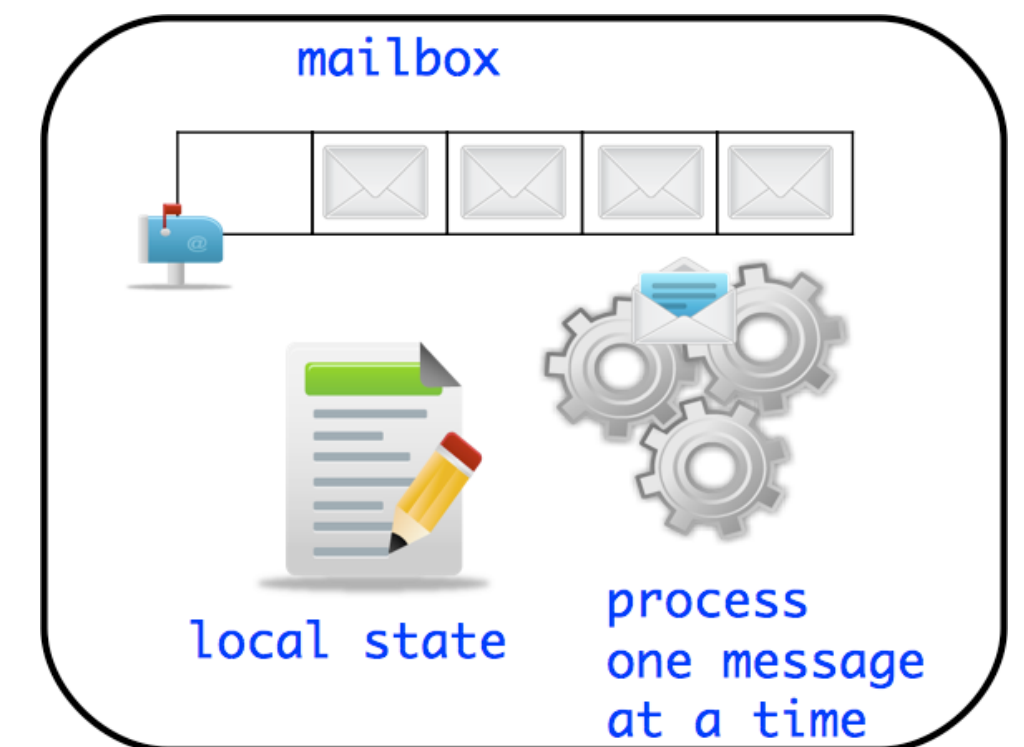 mailbox
@
local state
process
one message
at a time